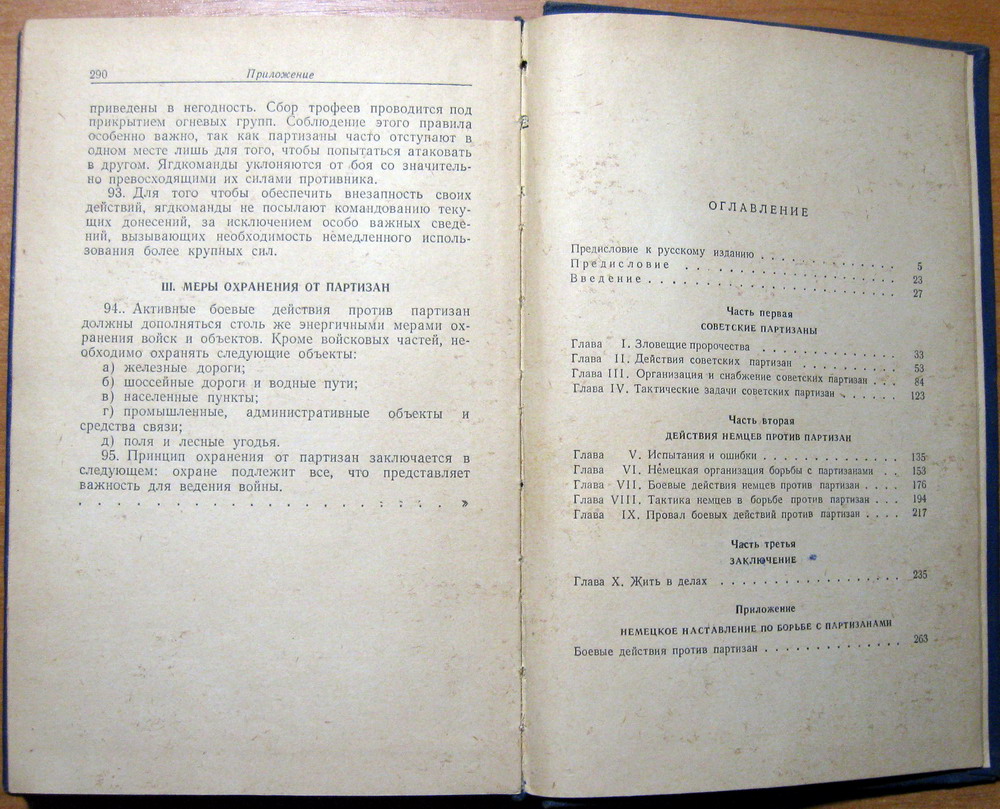 290 Приложение
приведены в негодность. Сбор трофеев проводится под
прикрытием огневых групп. Соблюдение этого правила
особенно важно, так как партизаны часто отступают в
одном месте лишь для того, чтобы попытаться атаковать
в другом. Ягдкоманды уклоняются от боя со значитель-
но превосходящими их силами противника.
93. Для того чтобы обеспечить внезапность своих
действий, ягдкоманды не посылают командованию теку-
щих донесений, за исключением особо важных сведе-
ний, вызывающих необходимость немедленного исполь-
зования более крупных сил.
III. МЕРЫ ОХРАНЕНИЯ ОТ ПАРТИЗАН
94.. Активные боевые действия против партизан
должны дополняться столь же энергичными мерами ох-
ранения войск и объектов. Кроме войсковых частей, не-
обходимо охранять следующие объекты:
а) железные дороги;
б) шоссейные дороги и водные пути;
в) населенные пункты;
г) промышленные, административные объекты и
средства связи;
д) поля и лесные угодья.
95. Принцип охранения от партизан заключается в
следующем: охране подлежит все, что представляет
важность для ведения войны.
. . . . . . . . . . . . . . . . . . . . . »
ОГЛАВЛЕНИЕ
Предисловие к русскому изданию . . . . . . . . . . 5
Предисловие . . . . . . . . . . . . . . . 23
Введение . . . . . . . . . . . . . . . . . 27
Часть первая
СОВЕТСКИЕ ПАРТИЗАНЫ
Глава I. Зловещие пророчества . . . . . . . . . . . 33
Глава II. Действия советских партизан . . . . . . . . 53
Глава III. Организация и снабжение советских партизан . . . 84
Глава IV. Тактические задачи советских партизан . . . . . 123
Часть вторая
ДЕЙСТВИЯ НЕМЦЕВ ПРОТИВ ПАРТИЗАН
Глава V. Испытания и ошибки . . . . . . . . . . . 135
Глава VI. Немецкая организация борьбы с партизанами . . 153
Глава VII. Боевые действия немцев против партизан . . . . 176
Глава VIII. Тактика немцев в борьбе против партизан . . . 194
Глава IX. Провал боевых действий против партизан . . . . 217
Часть третья
ЗАКЛЮЧЕНИЕ
Глава X. Жить в делах . . . . . . . . . . . . . . . 235
Приложение
НЕМЕЦКОЕ НАСТАВЛЕНИЕ ПО БОРЬБЕ С ПАРТИЗАНАМИ
Боевые действия против партизан . . . . . . . . . . . 263